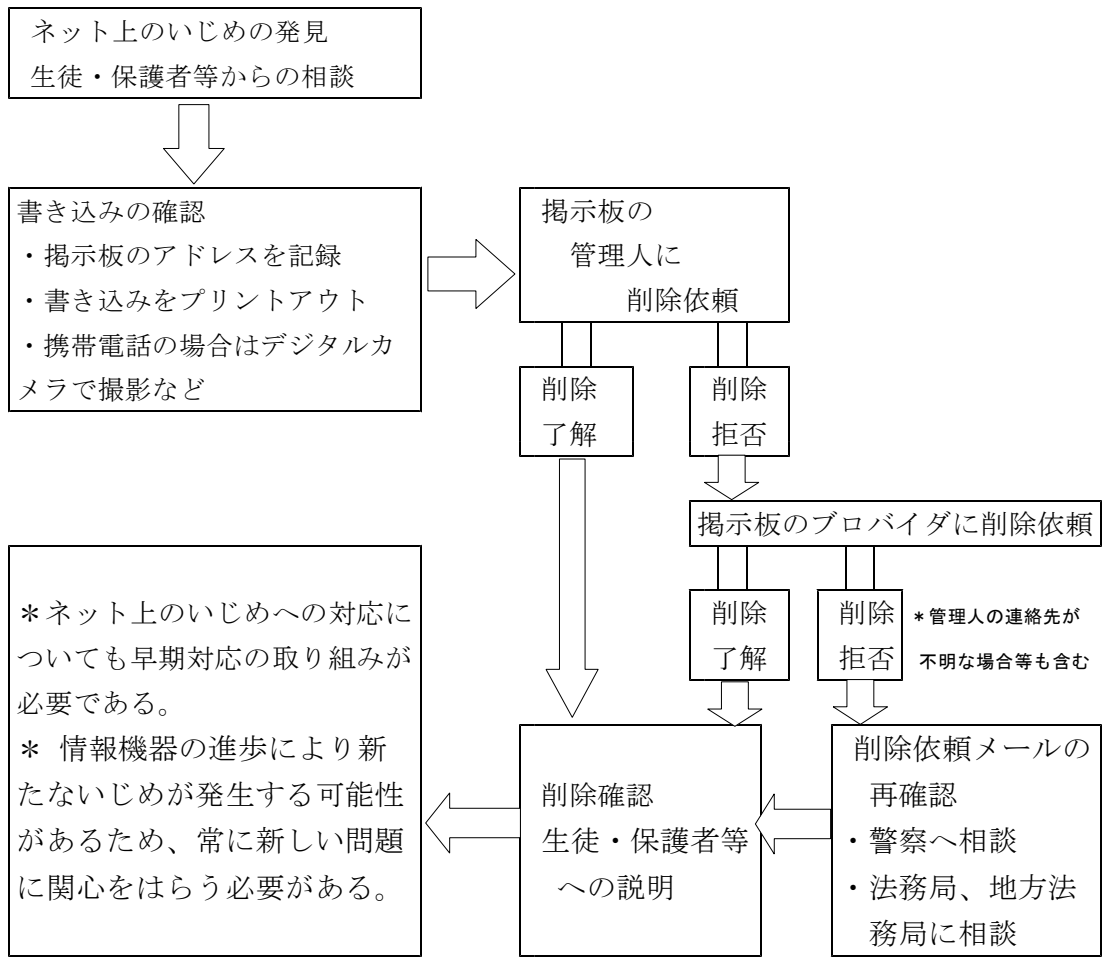 ネット上のいじめの発見
生徒・保護者等からの相談
書き込みの確認
・掲示板のアドレスを記録
・書き込みをプリントアウト
・携帯電話の場合はデジタルカ
メラで撮影など
掲示板の
管理人に
削除依頼
削除
了解
削除
拒否
掲示板のブロバイダに削除依頼
削除
了解
削除
拒否
＊管理人の連絡先が
不明な場合等も含む
削除依頼メールの
再確認
・警察へ相談
・法務局、地方法
務局に相談
削除確認
生徒・保護者等
への説明
＊ネット上のいじめへの対応に
ついても早期対応の取り組みが
必要である。
＊ 情報機器の進歩により新
たないじめが発生する可能性
があるため、常に新しい問題
に関心をはらう必要がある。